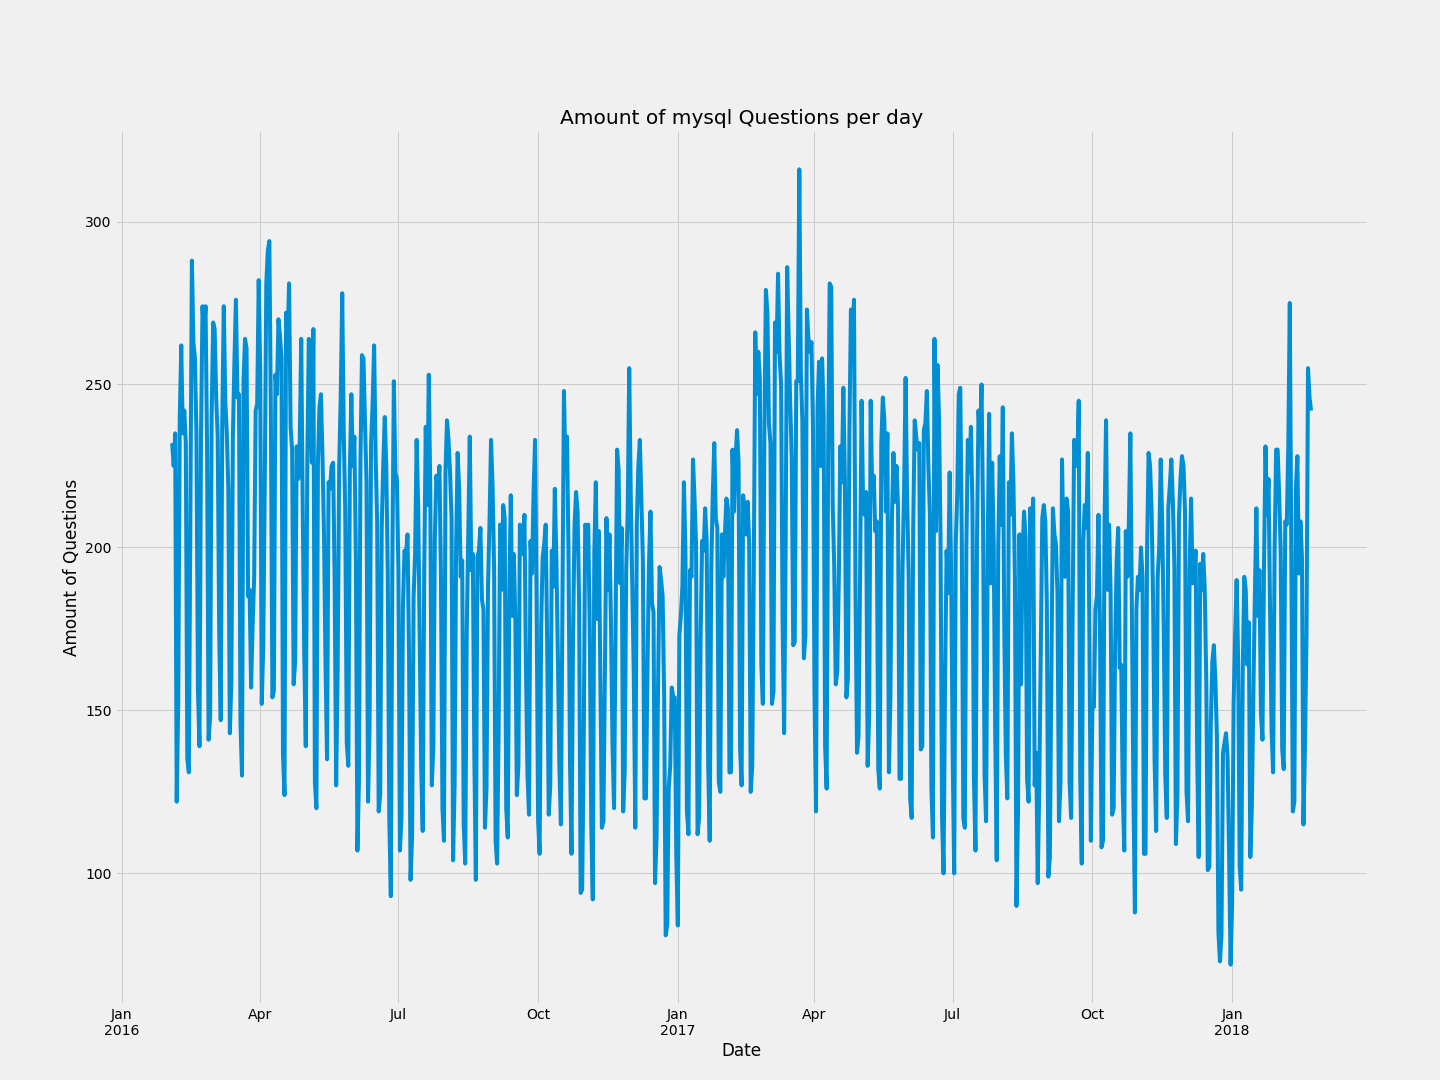 Amount of mysql Questions per day
Amount of Questions
300
250
200
150
100
Jan
2016
Apr
Jul
Oct
Jan
2017
Apr
Jul
Oct
Jan
2018
Date